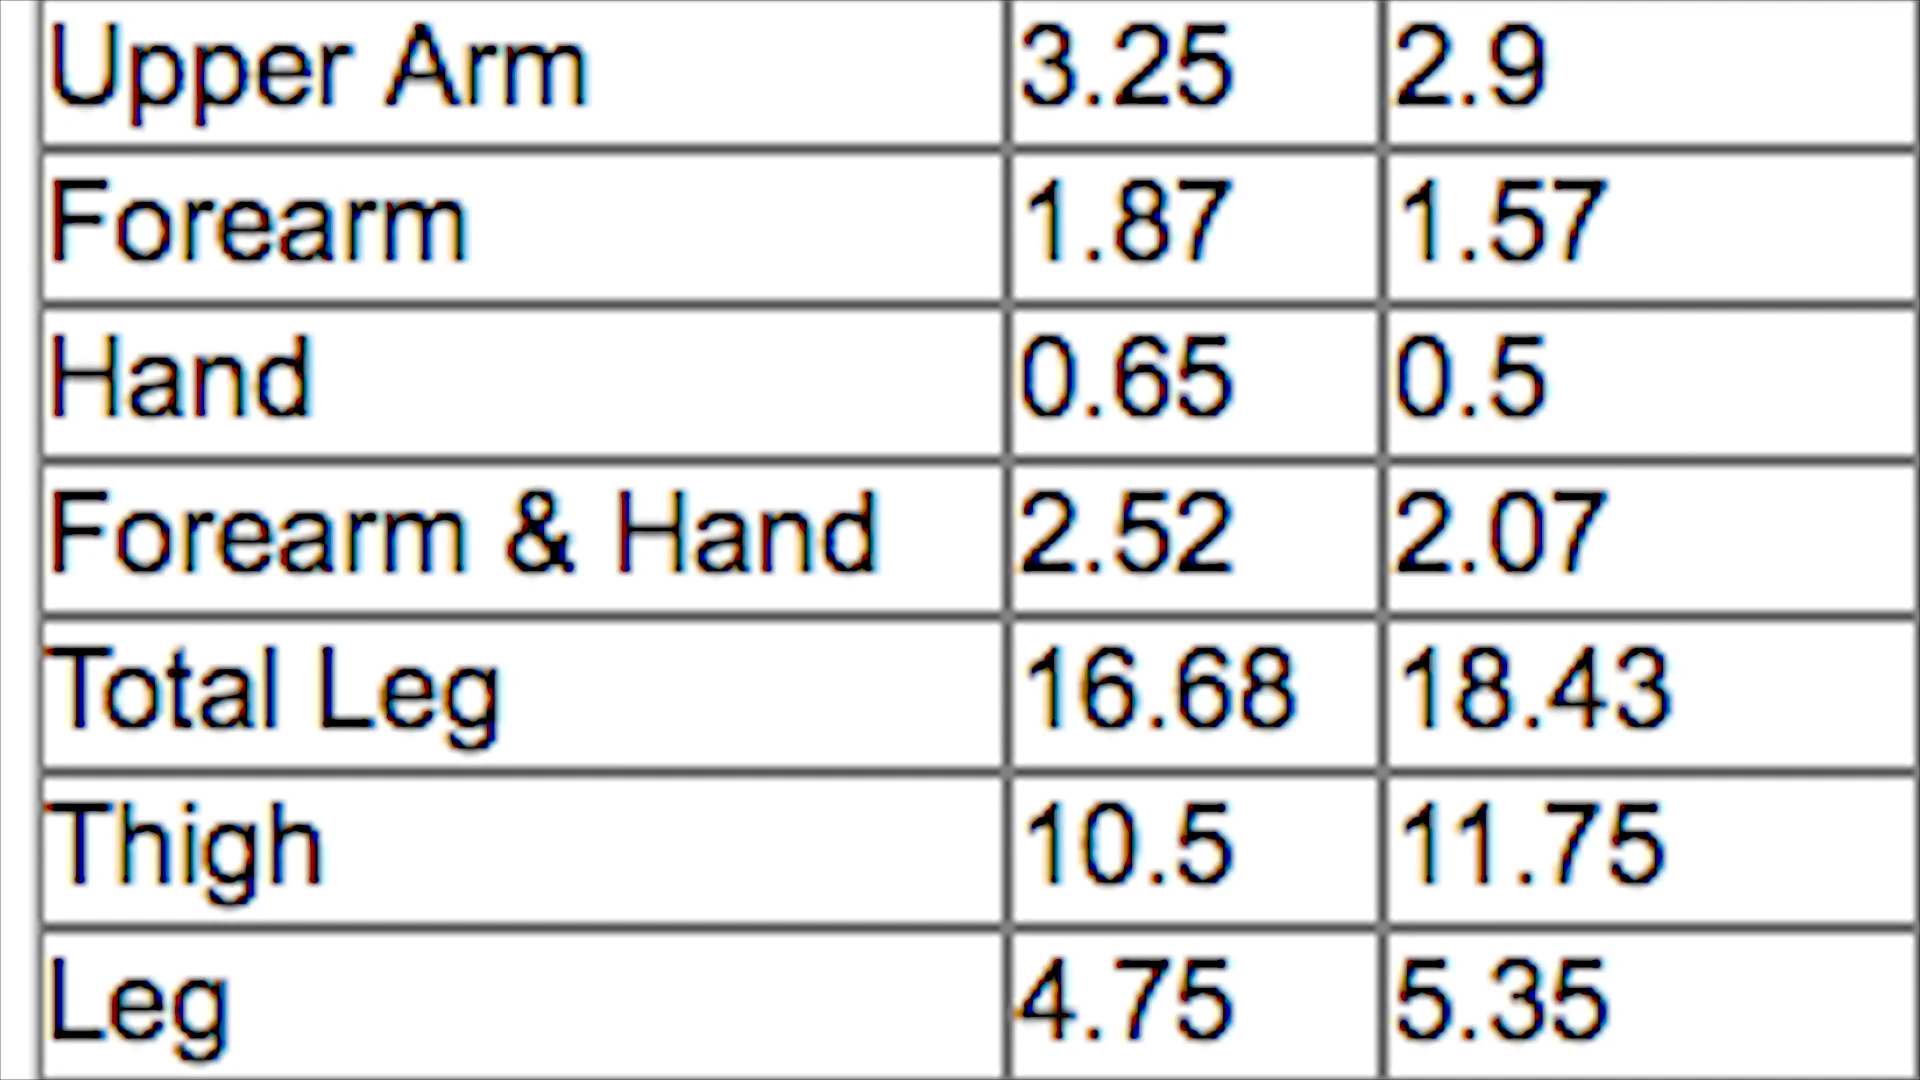 Upper Arm 3.25 2.9
Forearm 1.87 1.57
Hand 0.65 0.5
Forearm & Hand 2.52 2.07
Total Leg 16.68 18.43
Thigh 10.5 11.75
Leg 4.75 5.35